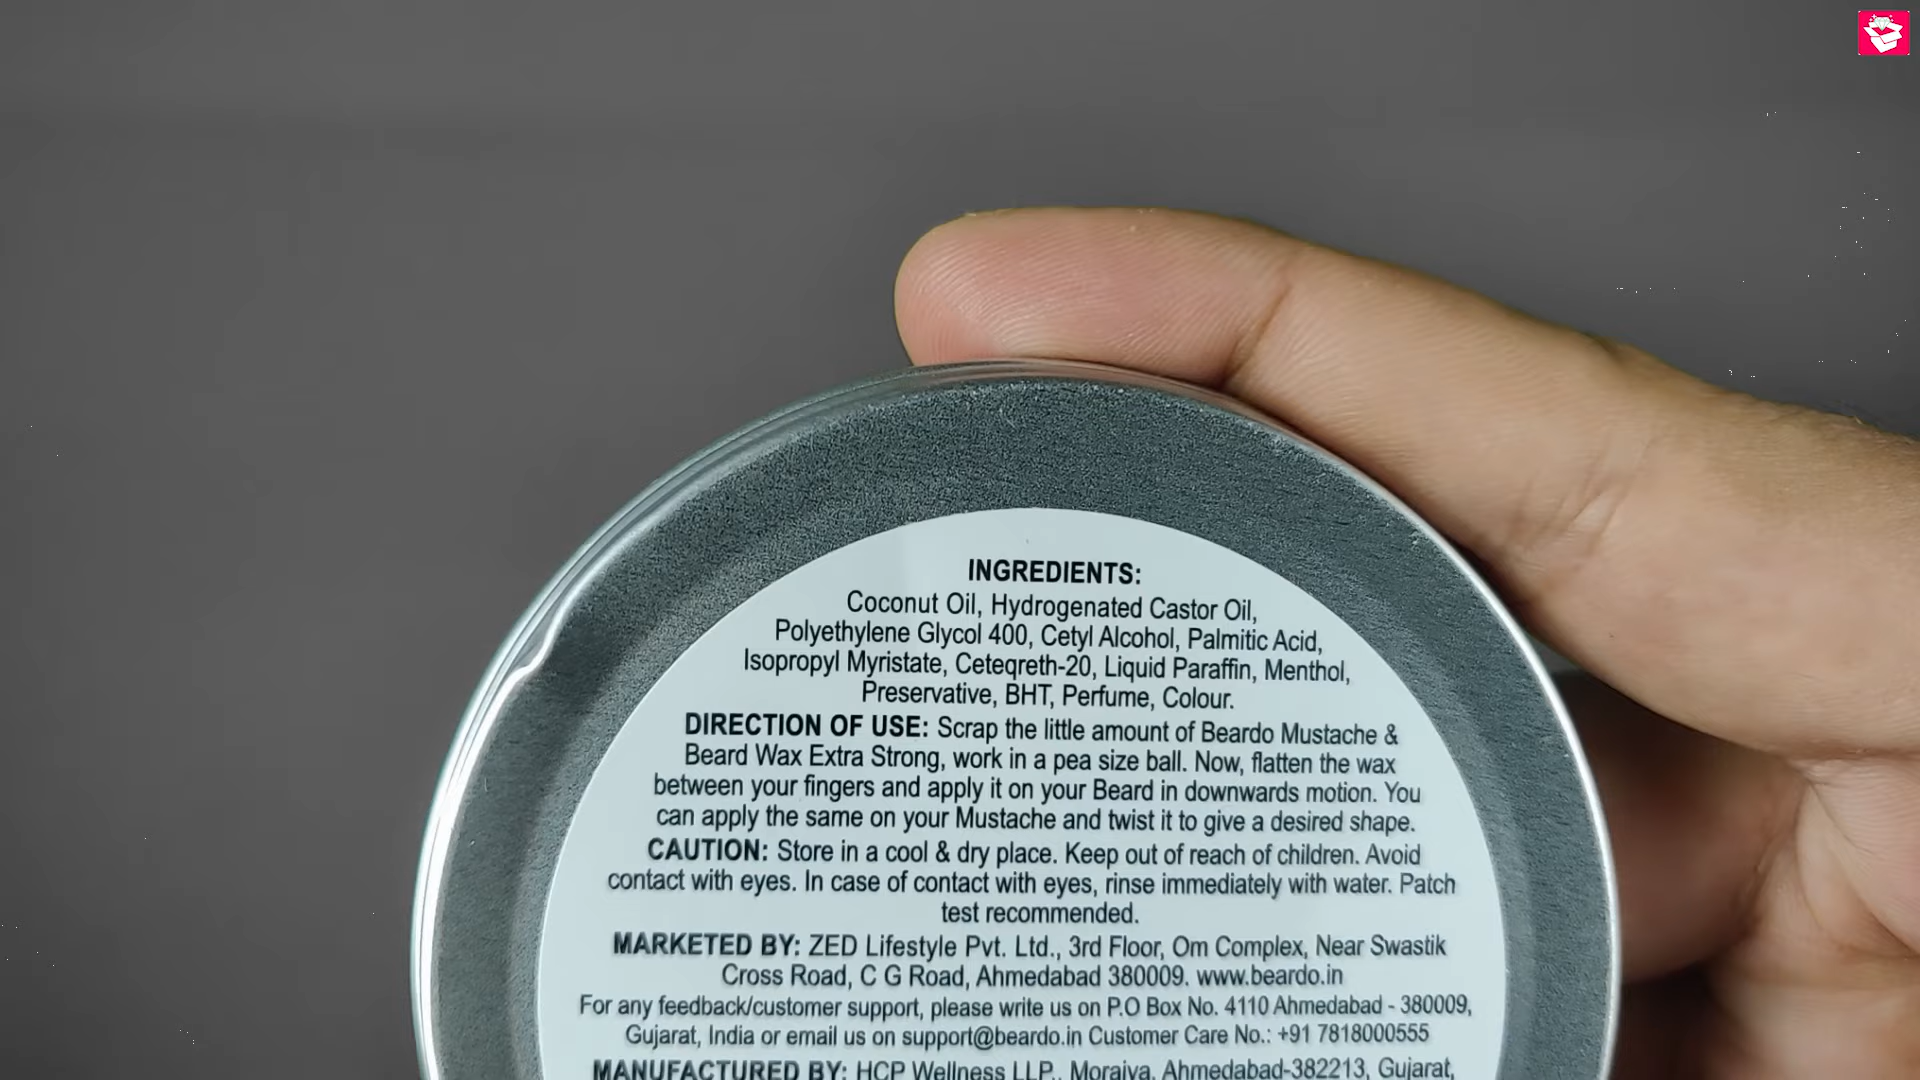 INGREDIENTS:
Coconut Oil, Hydrogenated Castor Oil,
Polyethylene Glycol 400, Cetyl Alcohol, Palmitic Acid,
Isopropyl Myristate, Ceteqreth-20, Liquid Paraffin, Menthol,
Preservative, BHT, Perfume, Colour.
DIRECTION OF USE: Scrap the little amount of Beardo Mustache &
Beard Wax Extra Strong, work in a pea size ball. Now, flatten the wax
between your fingers and apply it on your Beard in downwards motion. You
can apply the same on your Mustache and twist it to give a desired shape.
CAUTION: Store in a cool & dry place. Keep out of reach of children. Avoid
contact with eyes. In case of contact with eyes, rinse immediately with water. Patch
test recommended.
MARKETED BY: ZED Lifestyle Pvt. Ltd., 3rd Floor, Om Complex, Near Swastik
Cross Road, C G Road, Ahmedabad 380009. www.beardo.in
For any feedback/customer support, please write us on P.O Box No. 4110 Ahmedabad - 380009,
Gujarat, India or email us on support@beardo.in Customer Care No.: +91 7818000555
MANUFACTURED BY: HCP Wellness LLP., Moraiya, Ahmedabad-382213, Gujarat,